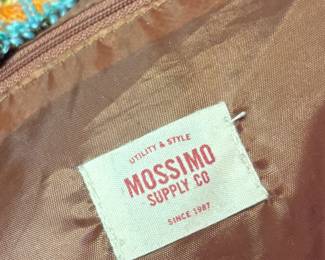 UTILITY & STYLE
MOSSIMO
SUPPLY CO
SINCE 1987